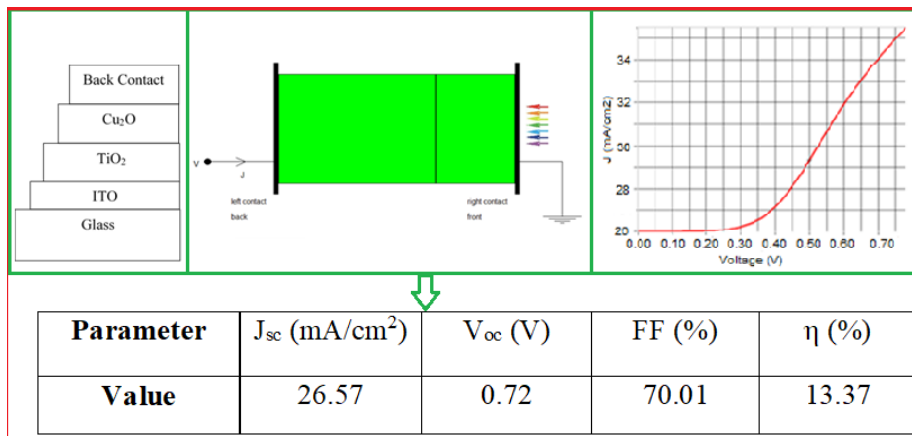 Back Contact
Cu₂O
TiO₂
ITO
Glass
V
J
left contact
back
right contact
front
J (mA/cm2)
34
32
30
28
20
0.00 0.10 0.20 0.30 0.40 0.50 0.60 0.70
Voltage (V)
Parameter Jsc (mA/cm²) Voc (V) FF (%) η (%)
Value 26.57 0.72 70.01 13.37